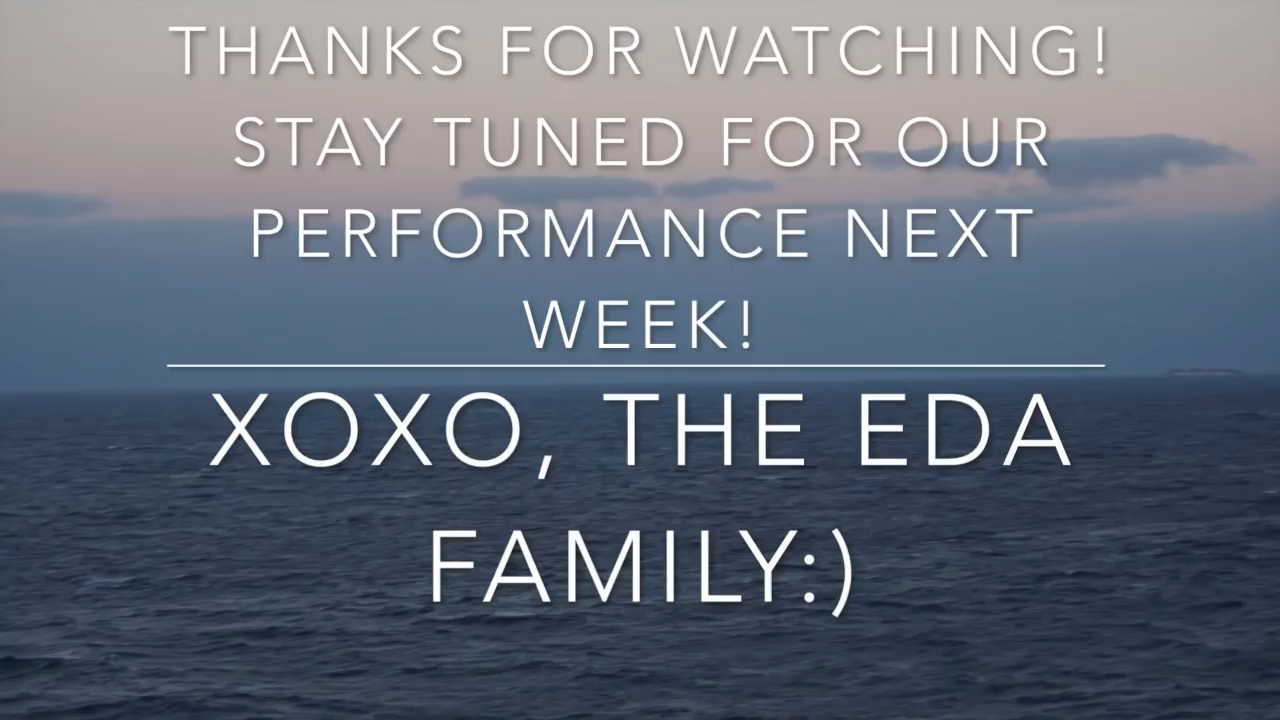 THANKS FOR WATCHING!
STAY TUNED FOR OUR
PERFORMANCE NEXT
WEEK!
XOXO, THE EDA
FAMILY:)